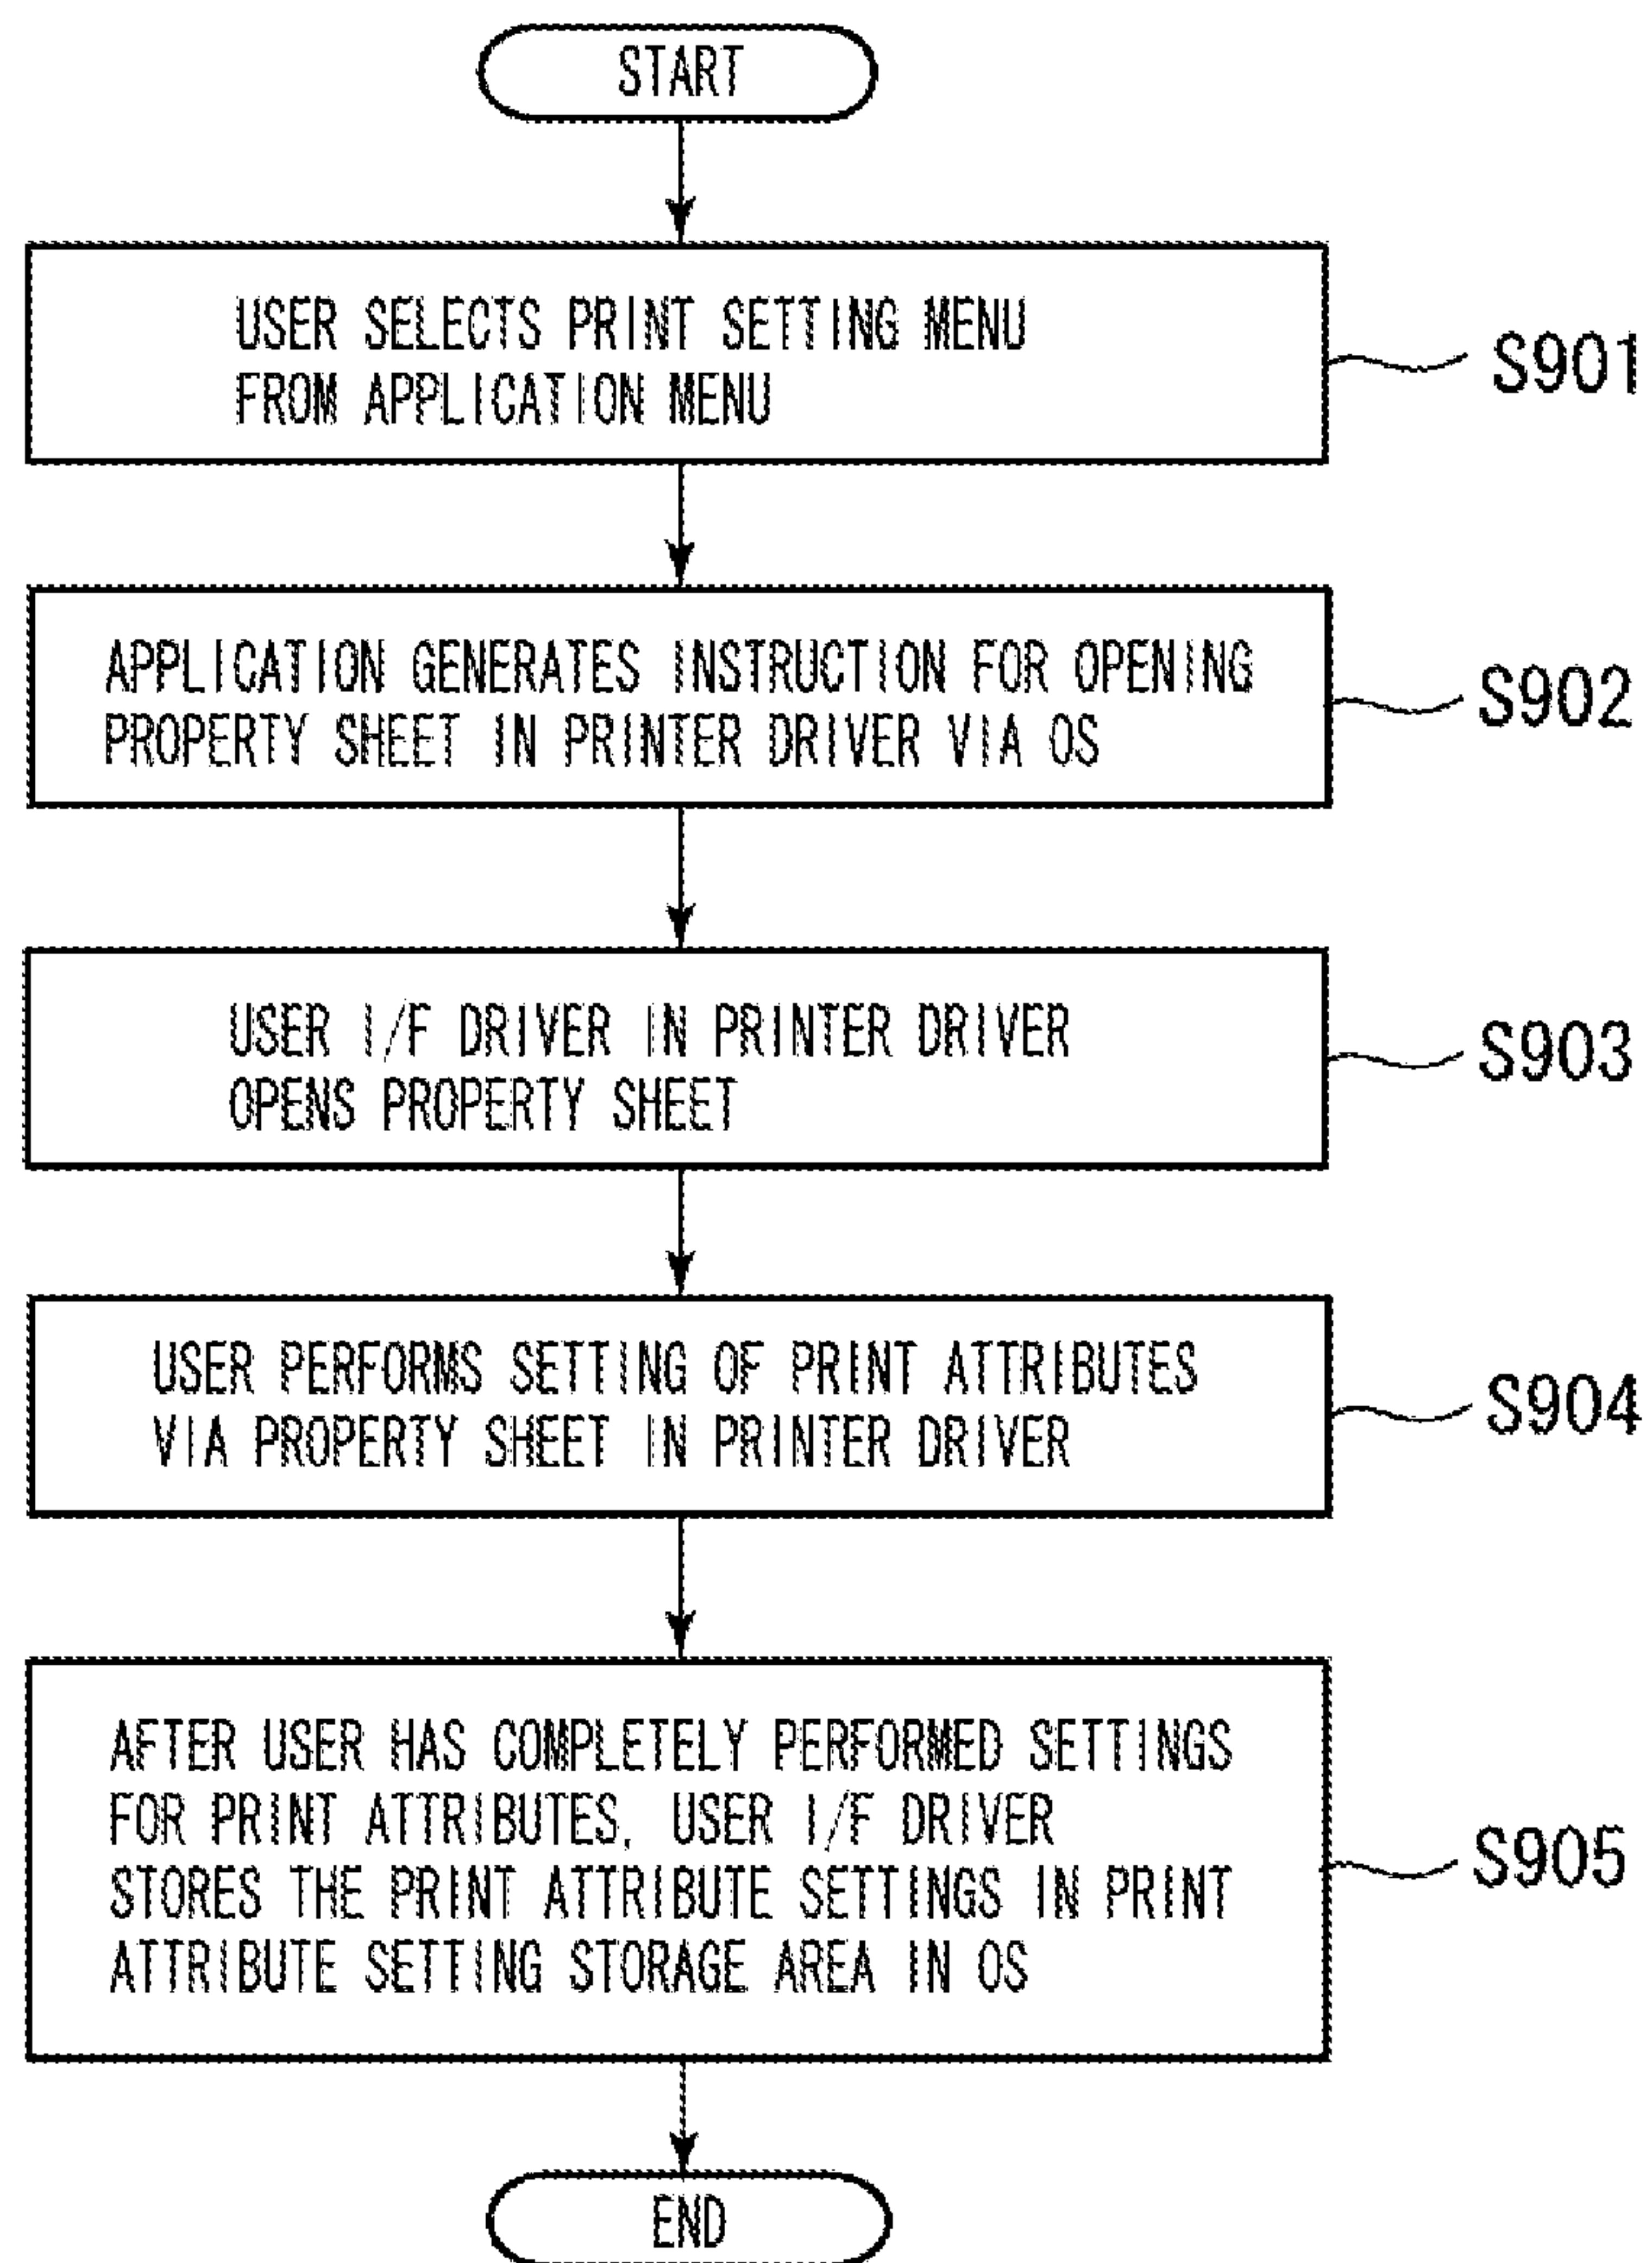 START
USER SELECTS PRINT SETTING MENU
FROM APPLICATION MENU
S901
APPLICATION GENERATES INSTRUCTION FOR OPENING
PROPERTY SHEET IN PRINTER DRIVER VIA OS
S902
USER I/F DRIVER IN PRINTER DRIVER
OPENS PROPERTY SHEET
S903
USER PERFORMS SETTING OF PRINT ATTRIBUTES
VIA PROPERTY SHEET IN PRINTER DRIVER
S904
AFTER USER HAS COMPLETELY PERFORMED SETTINGS
FOR PRINT ATTRIBUTES, USER I/F DRIVER
STORES THE PRINT ATTRIBUTE SETTINGS IN PRINT
ATTRIBUTE SETTING STORAGE AREA IN OS
S905
END